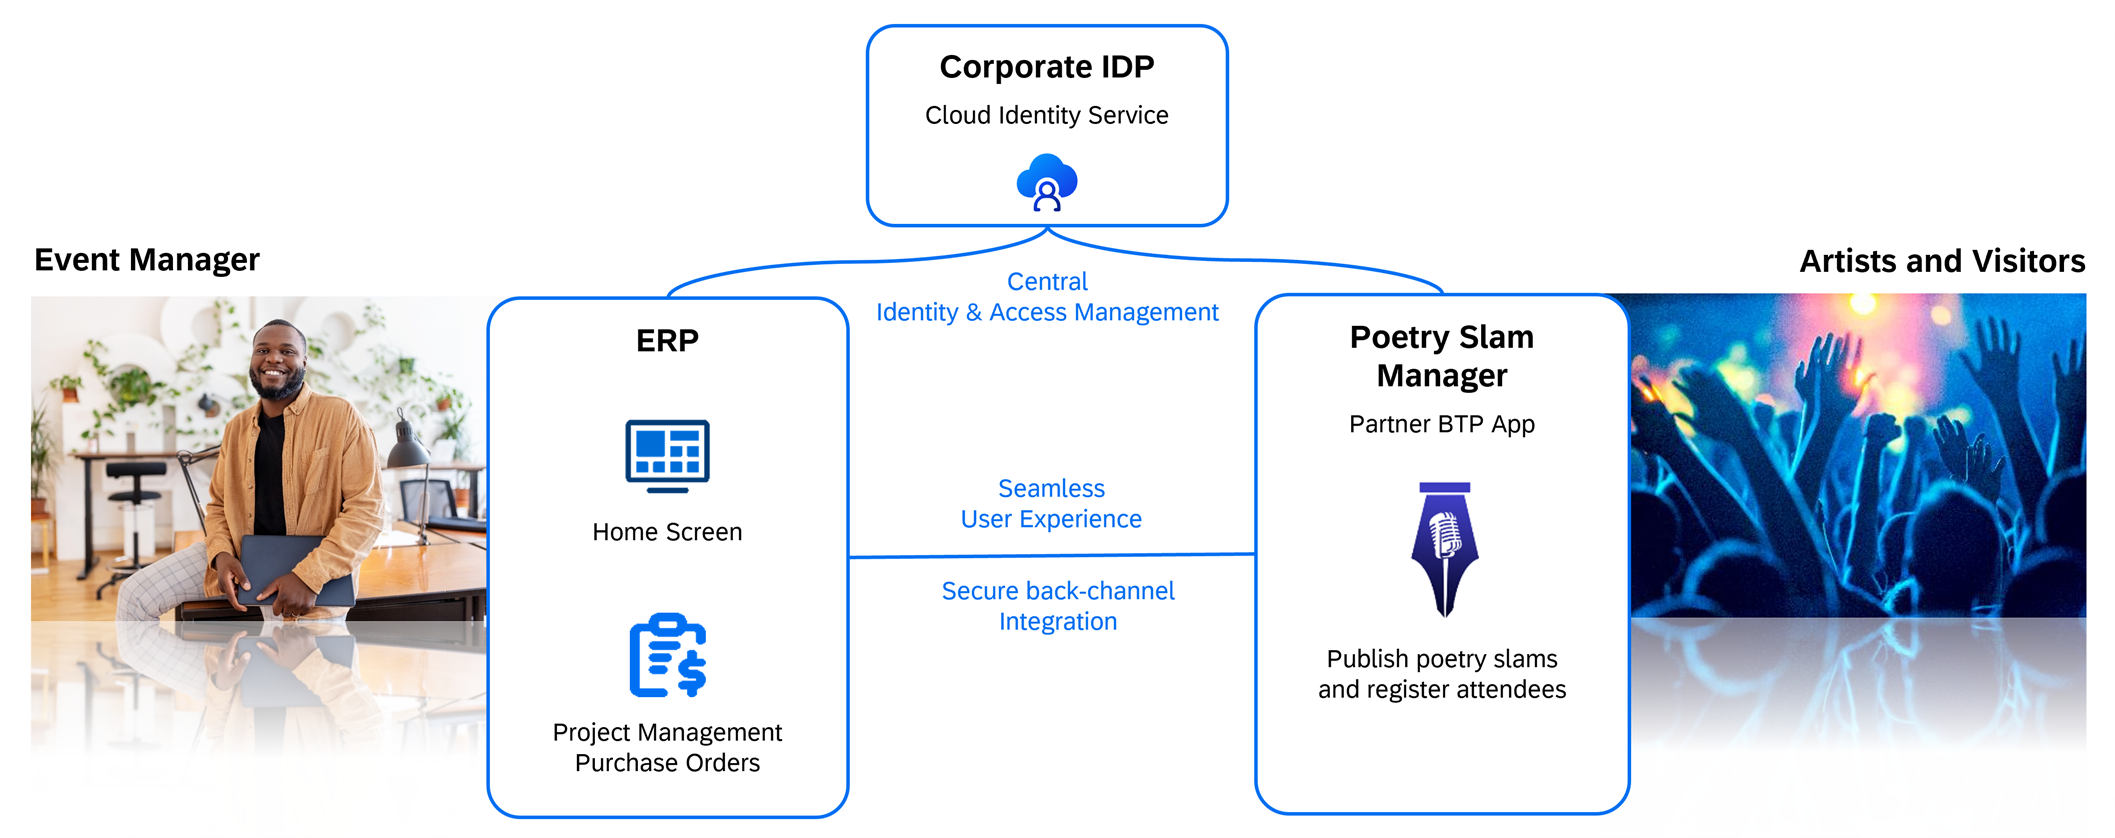 Corporate IDP
Cloud Identity Service
Event Manager
Artists and Visitors
Central
Identity & Access Management
ERP
Home Screen
Project Management
Purchase Orders
Seamless
User Experience
Secure back-channel
Integration
Poetry Slam
Manager
Partner BTP App
Publish poetry slams
and register attendees